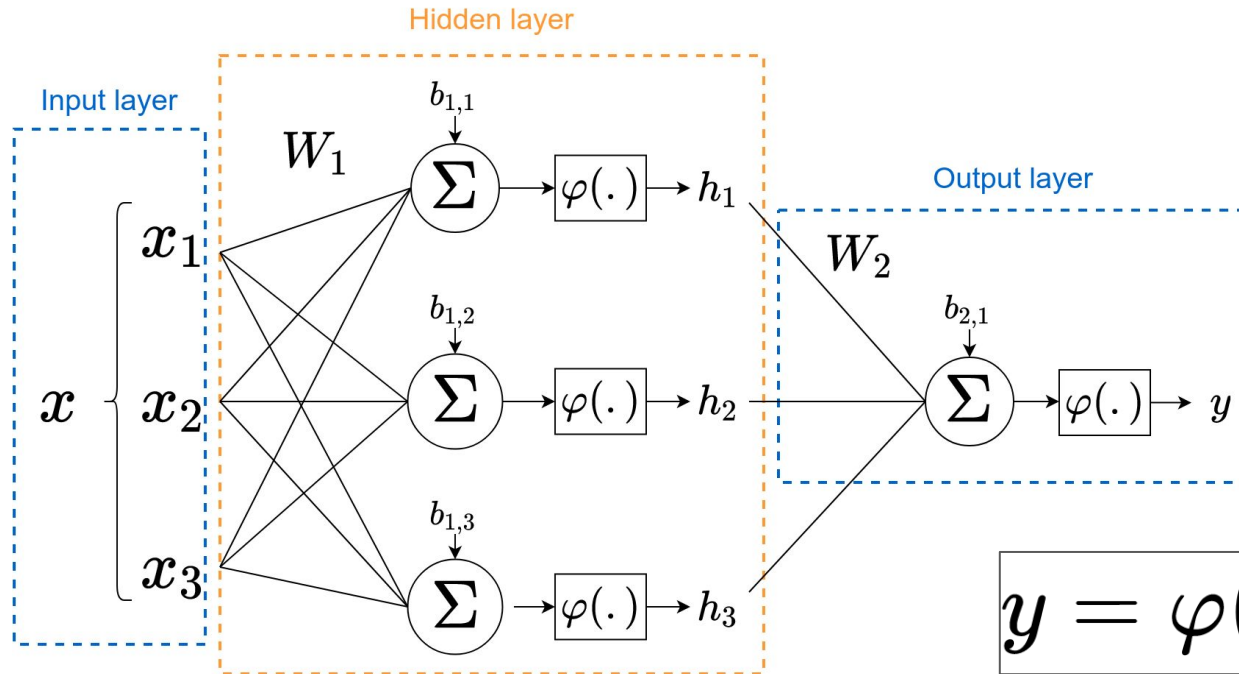 Hidden layer
Input layer
Output layer
b₁,₁
W₁
Σ
φ(.)
h₁
x₁
W₂
b₁,₂
b₂,₁
x
x₂
Σ
φ(.)
h₂
Σ
φ(.)
y
b₁,₃
x₃
Σ
φ(.)
h₃
y = φ(